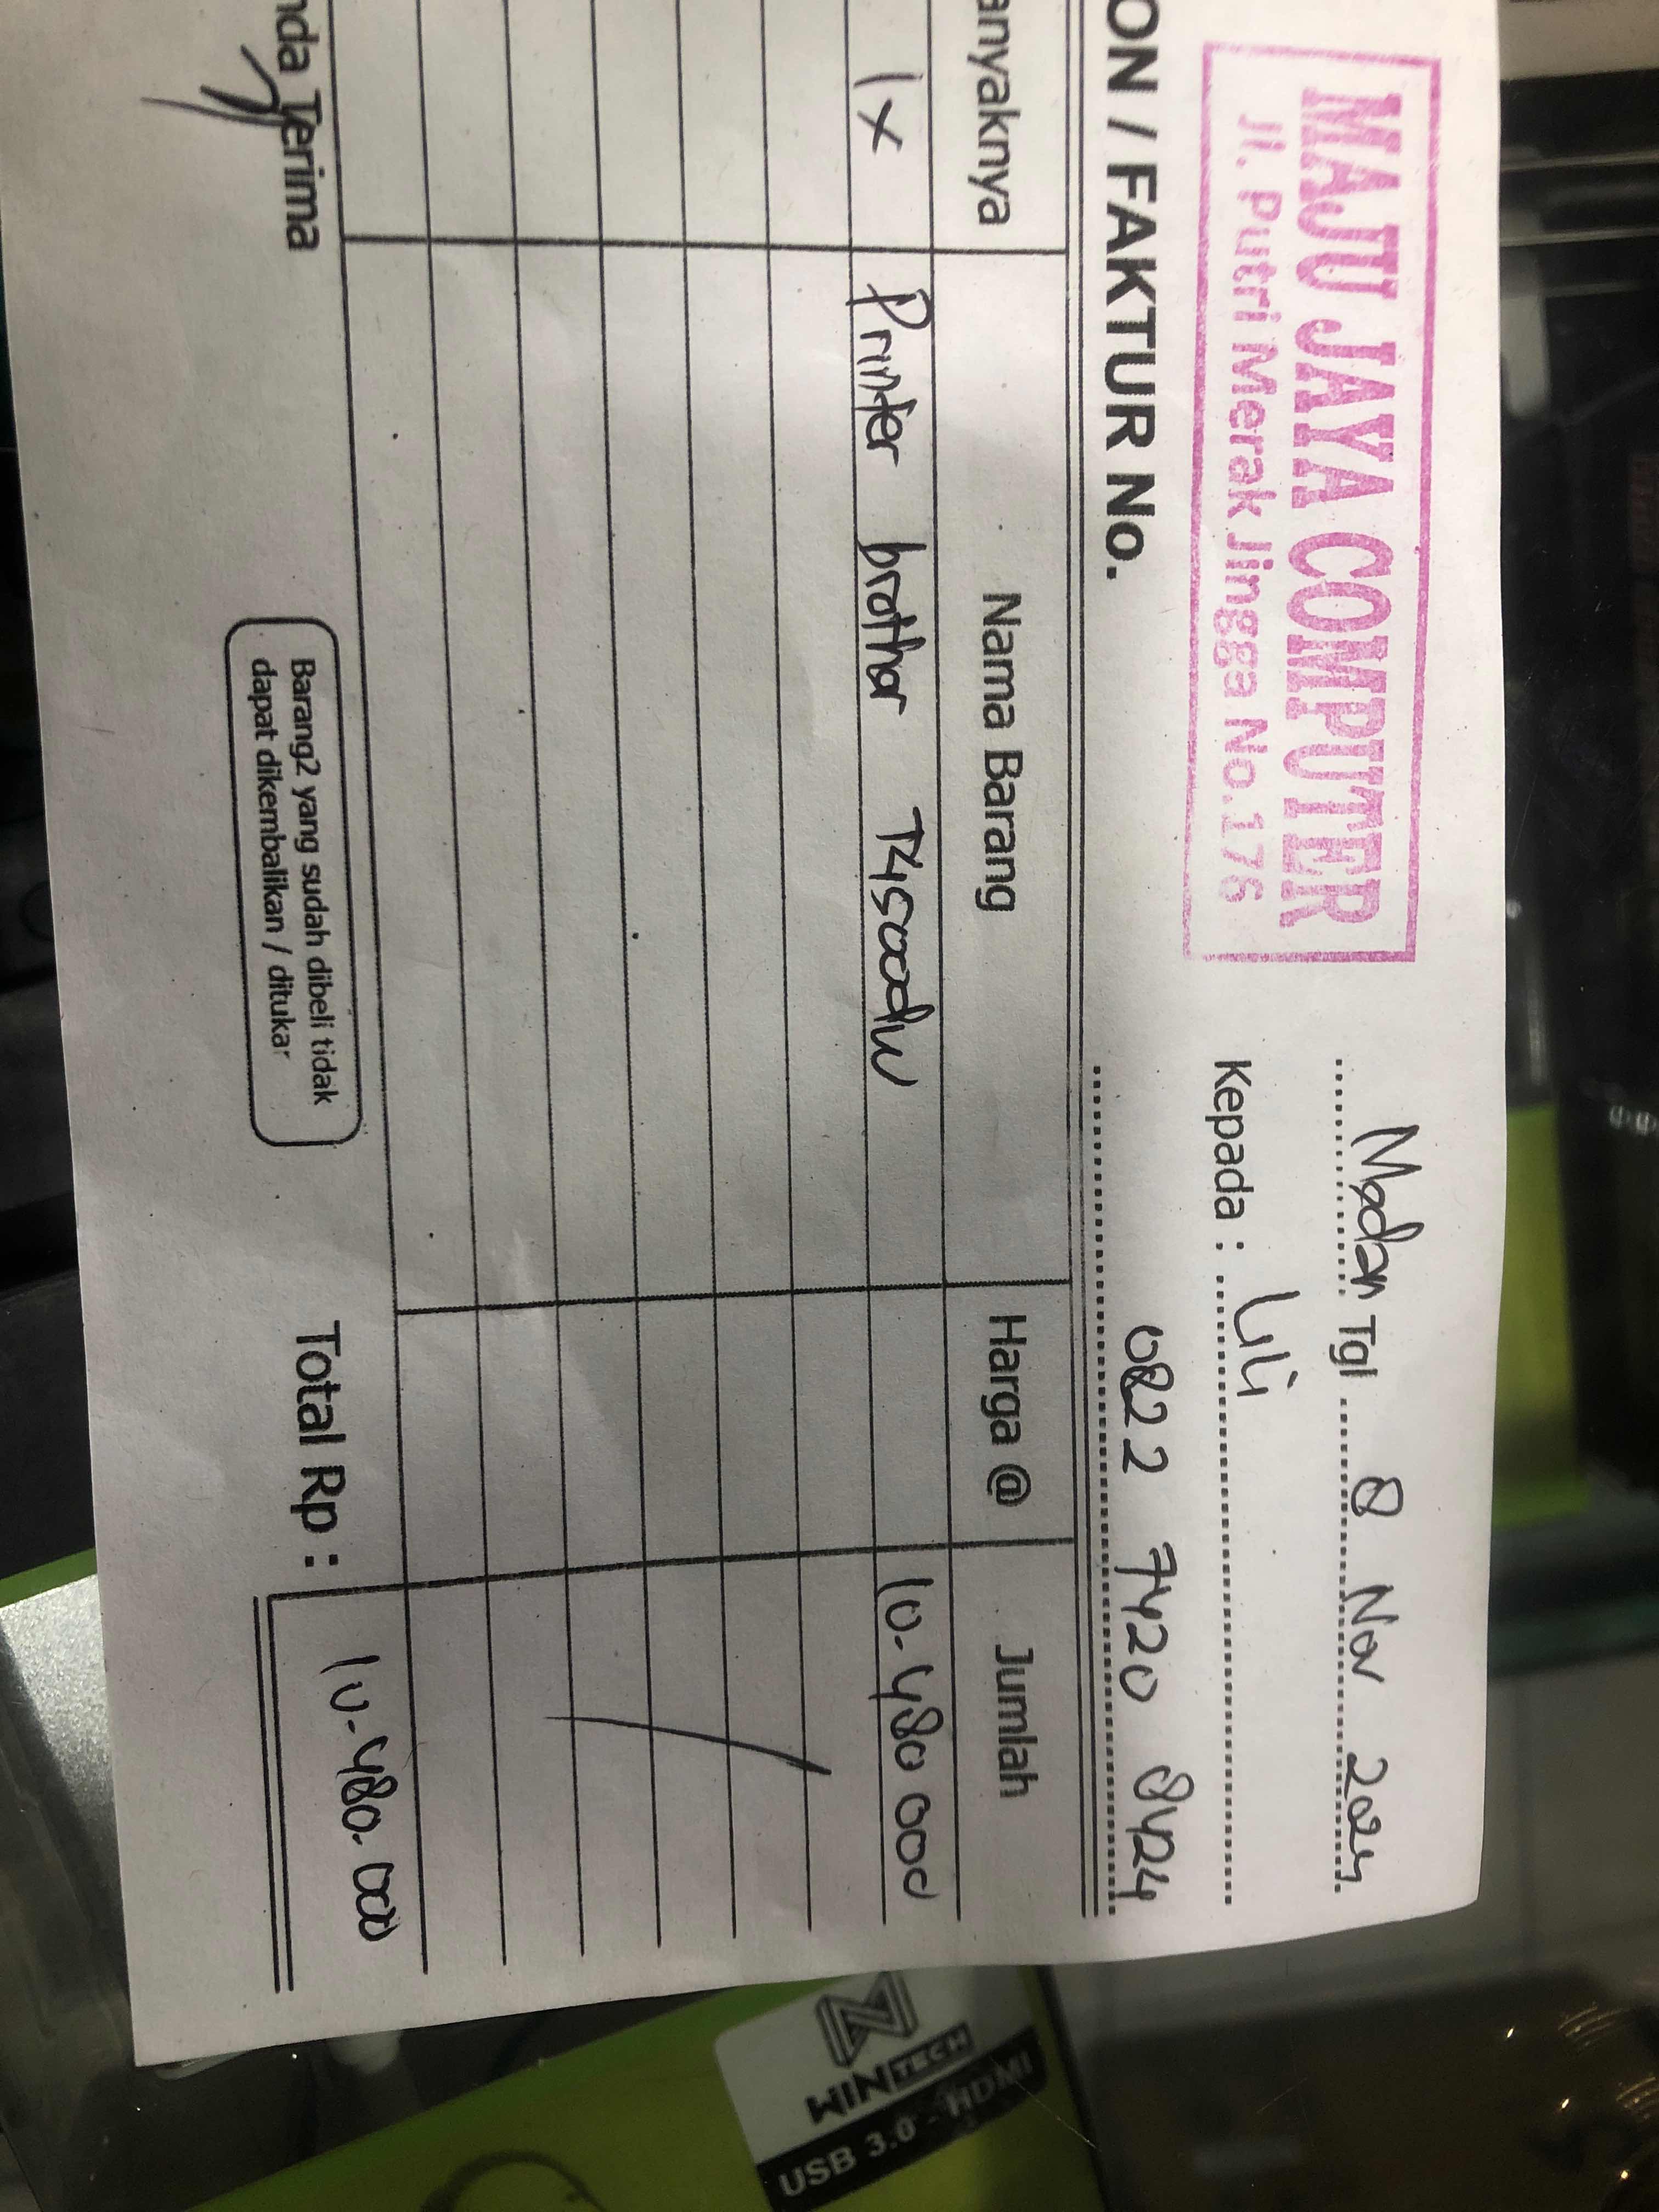 MAJU JAYA COMPUTER
Jl. Putri Merak Jingga No.176
Medan Tgl 8 Nov 2024
Kepada : Lili
ON / FAKTUR No. 0822 7420 8424
anyaknya Nama Barang Harga @ Jumlah
1x Printer brother T4500dw 10.480 000
nda Terima
Barang2 yang sudah dibeli tidak
dapat dikembalikan / ditukar
Total Rp : 10.480.000
WINTECH
USB 3.0 - HDMI